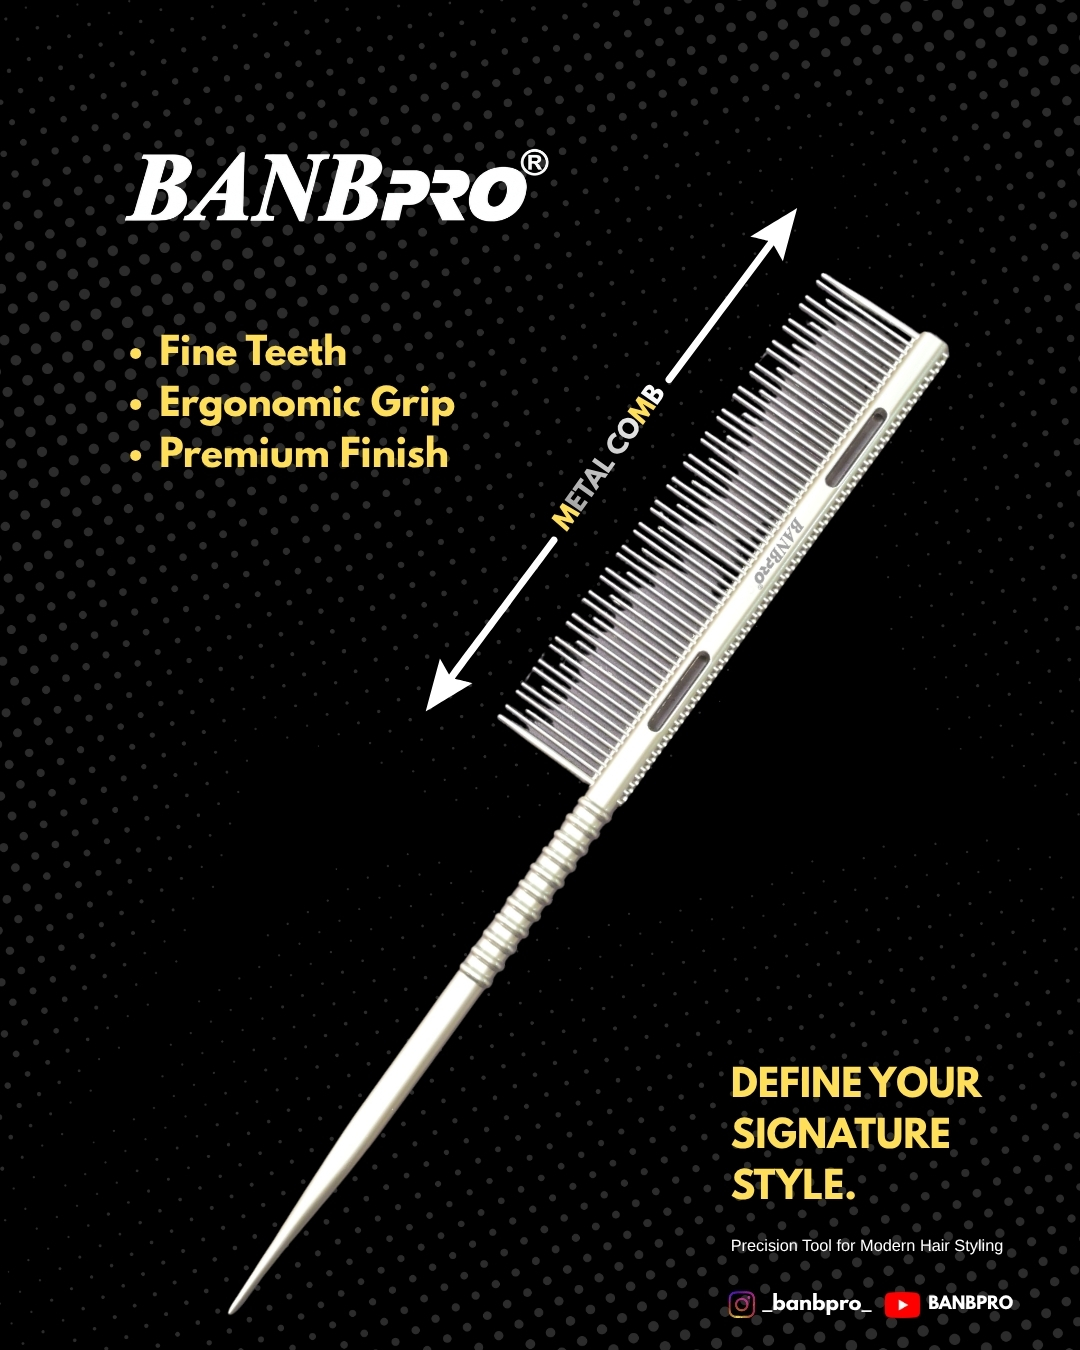 BANBPRO®
• Fine Teeth
• Ergonomic Grip
• Premium Finish
METAL COMB
BANBPRO
DEFINE YOUR
SIGNATURE
STYLE.
Precision Tool for Modern Hair Styling
_banbpro_ BANBPRO